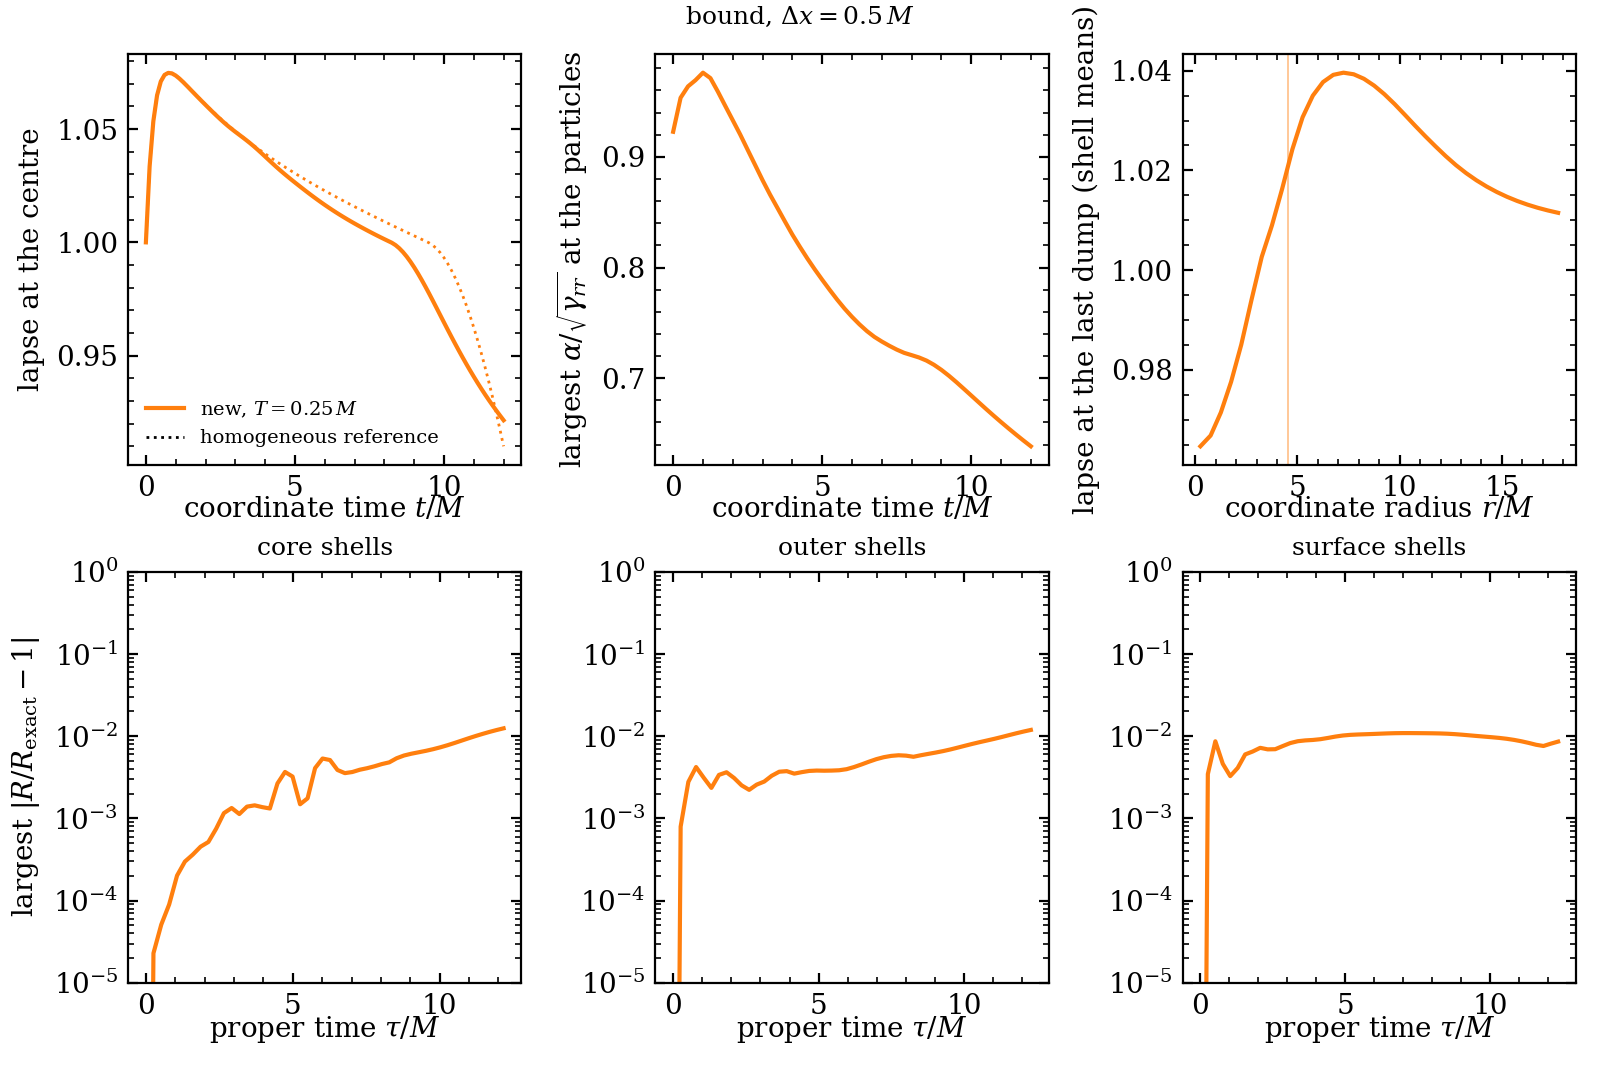 bound, Δx = 0.5 M
lapse at the centre
1.05
1.00
0.95
new, T = 0.25 M
homogeneous reference
0 5 10
coordinate time t/M
largest α/√γ_rr at the particles
0.9
0.8
0.7
0 5 10
coordinate time t/M
lapse at the last dump (shell means)
1.04
1.02
1.00
0.98
0 5 10 15
coordinate radius r/M
core shells
largest |R/R_exact − 1|
10⁰
10⁻¹
10⁻²
10⁻³
10⁻⁴
10⁻⁵
0 5 10
proper time τ/M
outer shells
10⁰
10⁻¹
10⁻²
10⁻³
10⁻⁴
10⁻⁵
0 5 10
proper time τ/M
surface shells
10⁰
10⁻¹
10⁻²
10⁻³
10⁻⁴
10⁻⁵
0 5 10
proper time τ/M